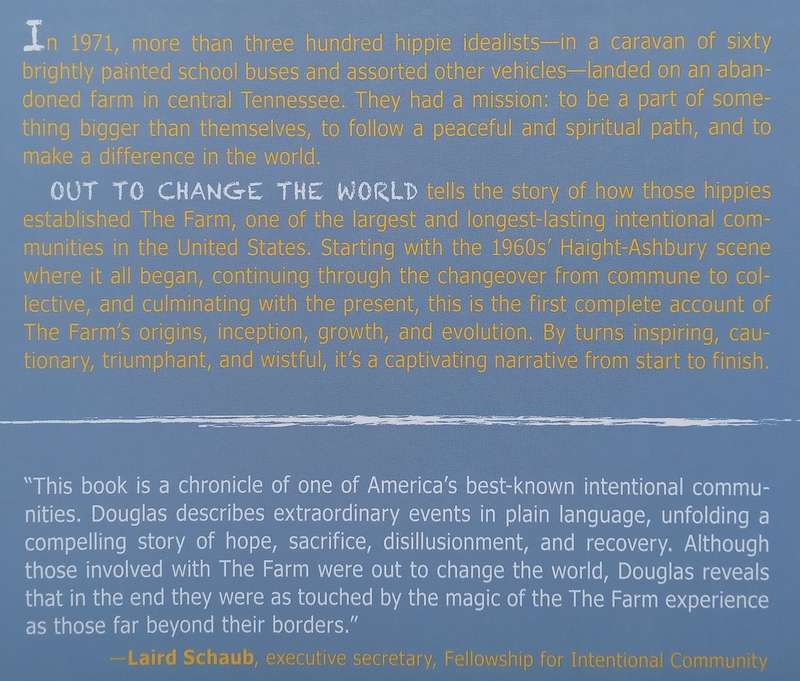 In 1971, more than three hundred hippie idealists—in a caravan of sixty
brightly painted school buses and assorted other vehicles—landed on an aban-
doned farm in central Tennessee. They had a mission: to be a part of some-
thing bigger than themselves, to follow a peaceful and spiritual path, and to
make a difference in the world.
OUT TO CHANGE THE WORLD tells the story of how those hippies
established The Farm, one of the largest and longest-lasting intentional com-
munities in the United States. Starting with the 1960s’ Haight-Ashbury scene
where it all began, continuing through the changeover from commune to col-
lective, and culminating with the present, this is the first complete account of
The Farm’s origins, inception, growth, and evolution. By turns inspiring, cau-
tionary, triumphant, and wistful, it’s a captivating narrative from start to finish.
“This book is a chronicle of one of America’s best-known intentional commu-
nities. Douglas describes extraordinary events in plain language, unfolding a
compelling story of hope, sacrifice, disillusionment, and recovery. Although
those involved with The Farm were out to change the world, Douglas reveals
that in the end they were as touched by the magic of the The Farm experience
as those far beyond their borders.”
—Laird Schaub, executive secretary, Fellowship for Intentional Community